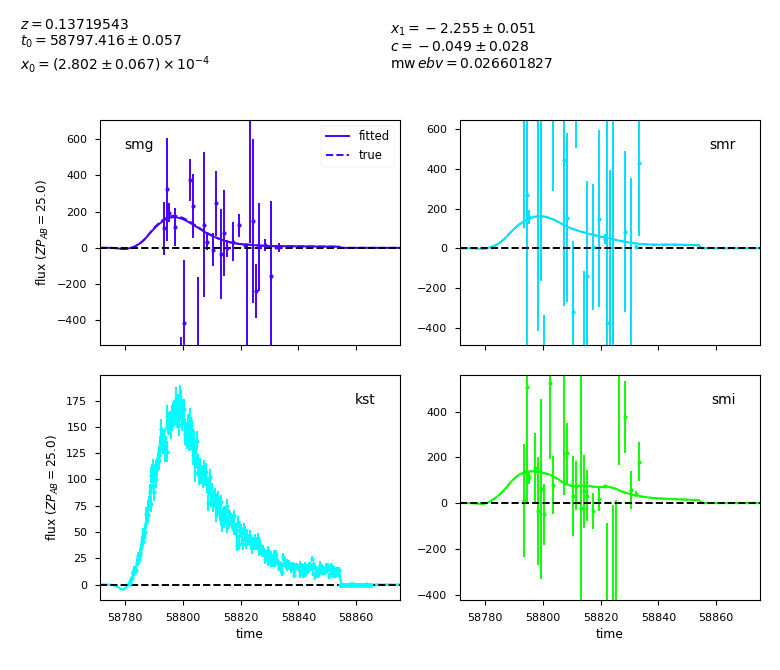 z = 0.13719543
t₀ = 58797.416 ± 0.057
x₀ = (2.802 ± 0.067) × 10⁻⁴
x₁ = −2.255 ± 0.051
c = −0.049 ± 0.028
mw ebv = 0.026601827
smg
fitted
true
600
400
200
0
−200
−400
flux (ZP_AB = 25.0)
smr
600
400
200
0
−200
−400
kst
175
150
125
100
75
50
25
0
flux (ZP_AB = 25.0)
58780 58800 58820 58840 58860
time
smi
400
200
0
−200
−400
58780 58800 58820 58840 58860
time